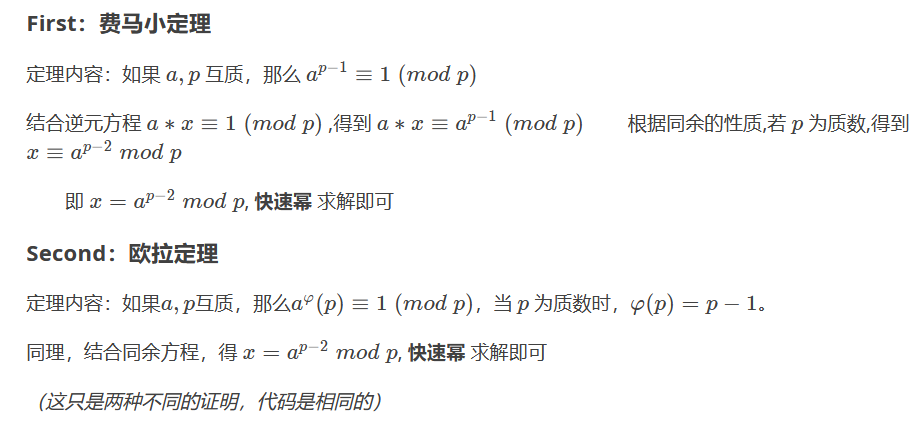 First：费马小定理
定理内容：如果 a, p 互质，那么 a^{p−1} ≡ 1 (mod p)
结合逆元方程 a ∗ x ≡ 1 (mod p) ,得到 a ∗ x ≡ a^{p−1} (mod p) 根据同余的性质,若 p 为质数,得到
x ≡ a^{p−2} mod p
即 x = a^{p−2} mod p, 快速幂 求解即可
Second：欧拉定理
定理内容：如果a, p互质，那么a^φ(p) ≡ 1 (mod p)，当 p 为质数时，φ(p) = p − 1。
同理，结合同余方程，得 x = a^{p−2} mod p, 快速幂 求解即可
（这只是两种不同的证明，代码是相同的）